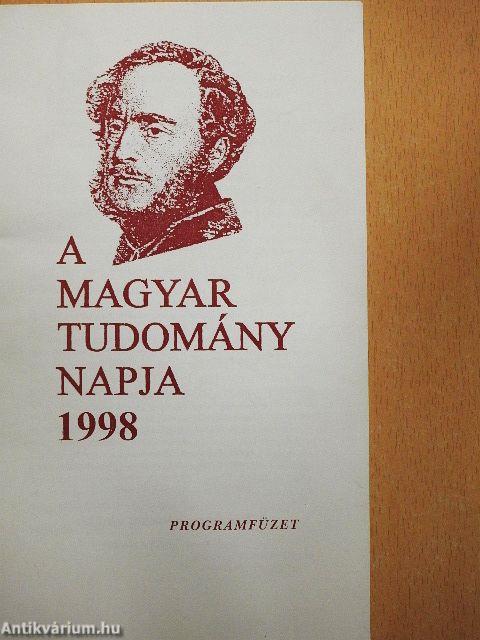 A
MAGYAR
TUDOMÁNY
NAPJA
1998
PROGRAMFÜZET
Antikvárium.hu